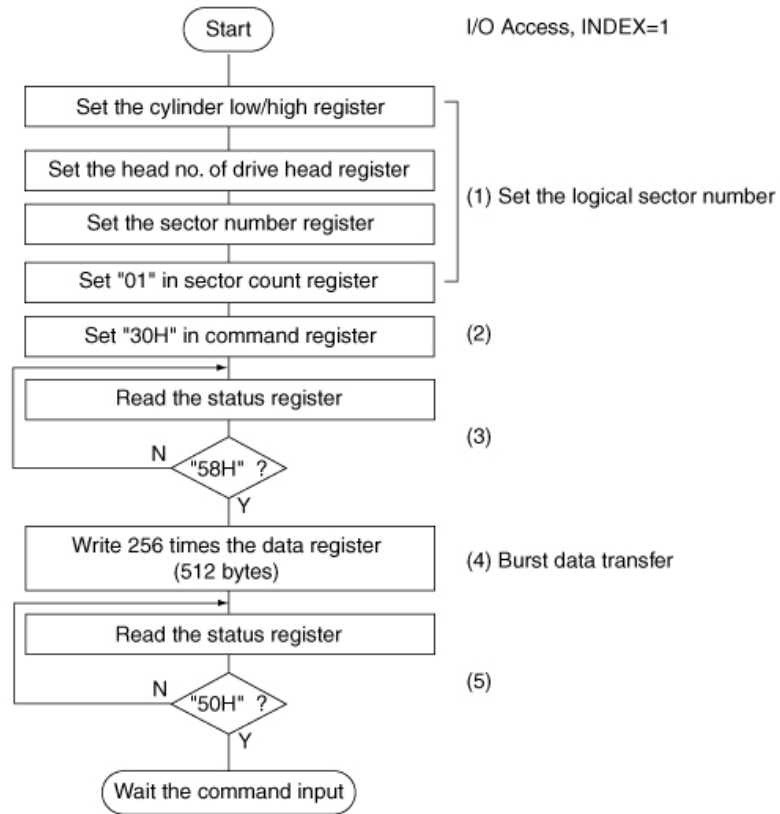 Start
I/O Access, INDEX=1
Set the cylinder low/high register
Set the head no. of drive head register
(1) Set the logical sector number
Set the sector number register
Set "01" in sector count register
Set "30H" in command register
(2)
Read the status register
(3)
N
"58H" ?
Y
Write 256 times the data register
(512 bytes)
(4) Burst data transfer
Read the status register
N
(5)
"50H" ?
Y
Wait the command input